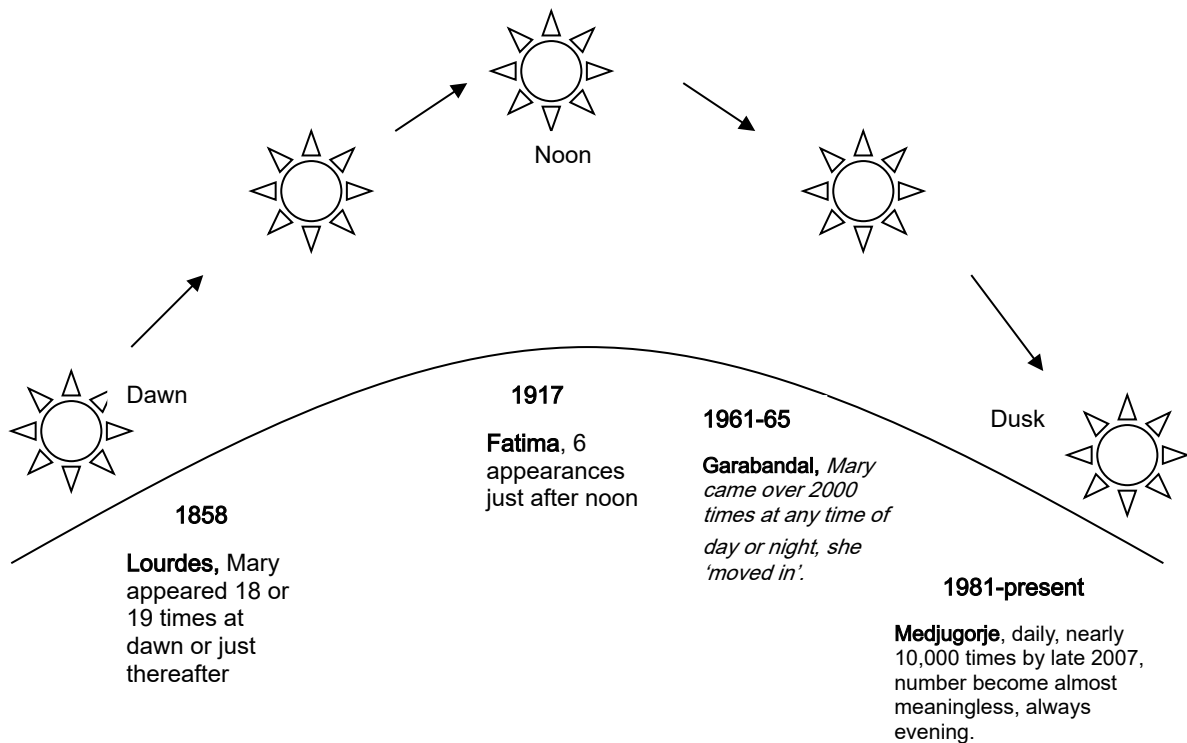 Noon
Dawn
1917
Fatima, 6
appearances
just after noon
1961-65
Garabandal, Mary
came over 2000
times at any time of
day or night, she
‘moved in’.
Dusk
1858
Lourdes, Mary
appeared 18 or
19 times at
dawn or just
thereafter
1981-present
Medjugorje, daily, nearly
10,000 times by late 2007,
number become almost
meaningless, always
evening.